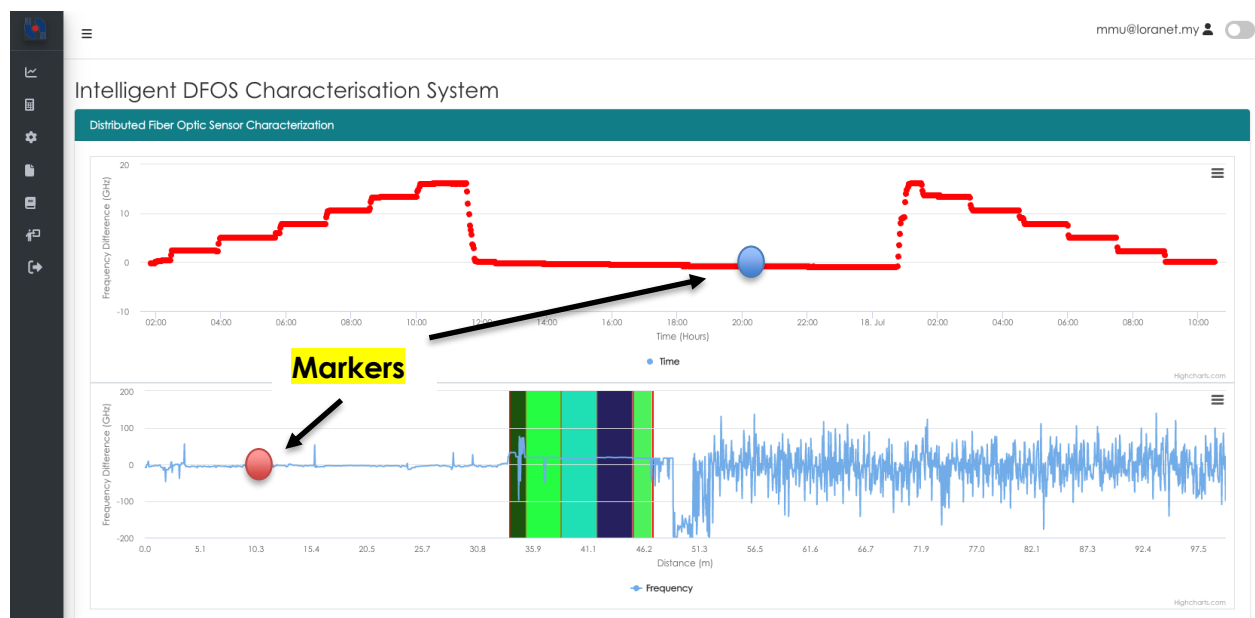 mmu@loranet.my
Intelligent DFOS Characterisation System
Distributed Fiber Optic Sensor Characterization
20
10
0
-10
Frequency Difference (GHz)
02:00 04:00 06:00 08:00 10:00 12:00 14:00 16:00 18:00 20:00 22:00 18. Jul 02:00 04:00 06:00 08:00 10:00
Time (Hours)
Time
Highcharts.com
Markers
200
100
0
-100
-200
Frequency Difference (GHz)
0.0 5.1 10.3 15.4 20.5 25.7 30.8 35.9 41.1 46.2 51.3 56.5 61.6 66.7 71.9 77.0 82.1 87.3 92.4 97.5
Distance (m)
Frequency
Highcharts.com